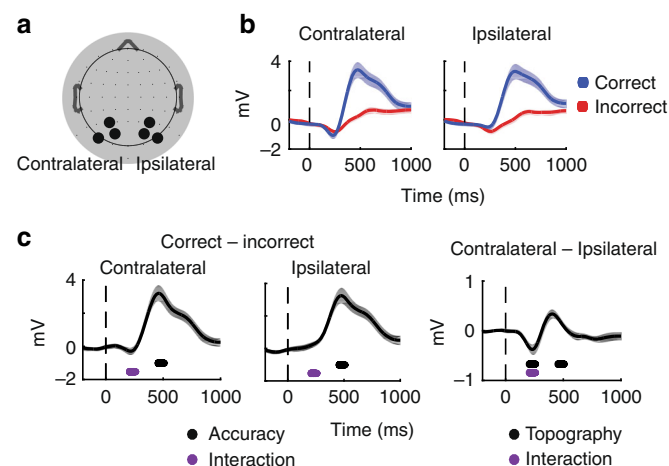 a
Contralateral Ipsilateral
b
Contralateral Ipsilateral
4
mV
−2
0 500 1000 0 500 1000
Time (ms)
Correct
Incorrect
c
Correct – incorrect
Contralateral Ipsilateral
4
mV
0
−2
0 500 1000 0 500 1000
Accuracy
Interaction
Time (ms)
Contralateral – Ipsilateral
1
mV
0
−1
0 500 1000
Topography
Interaction